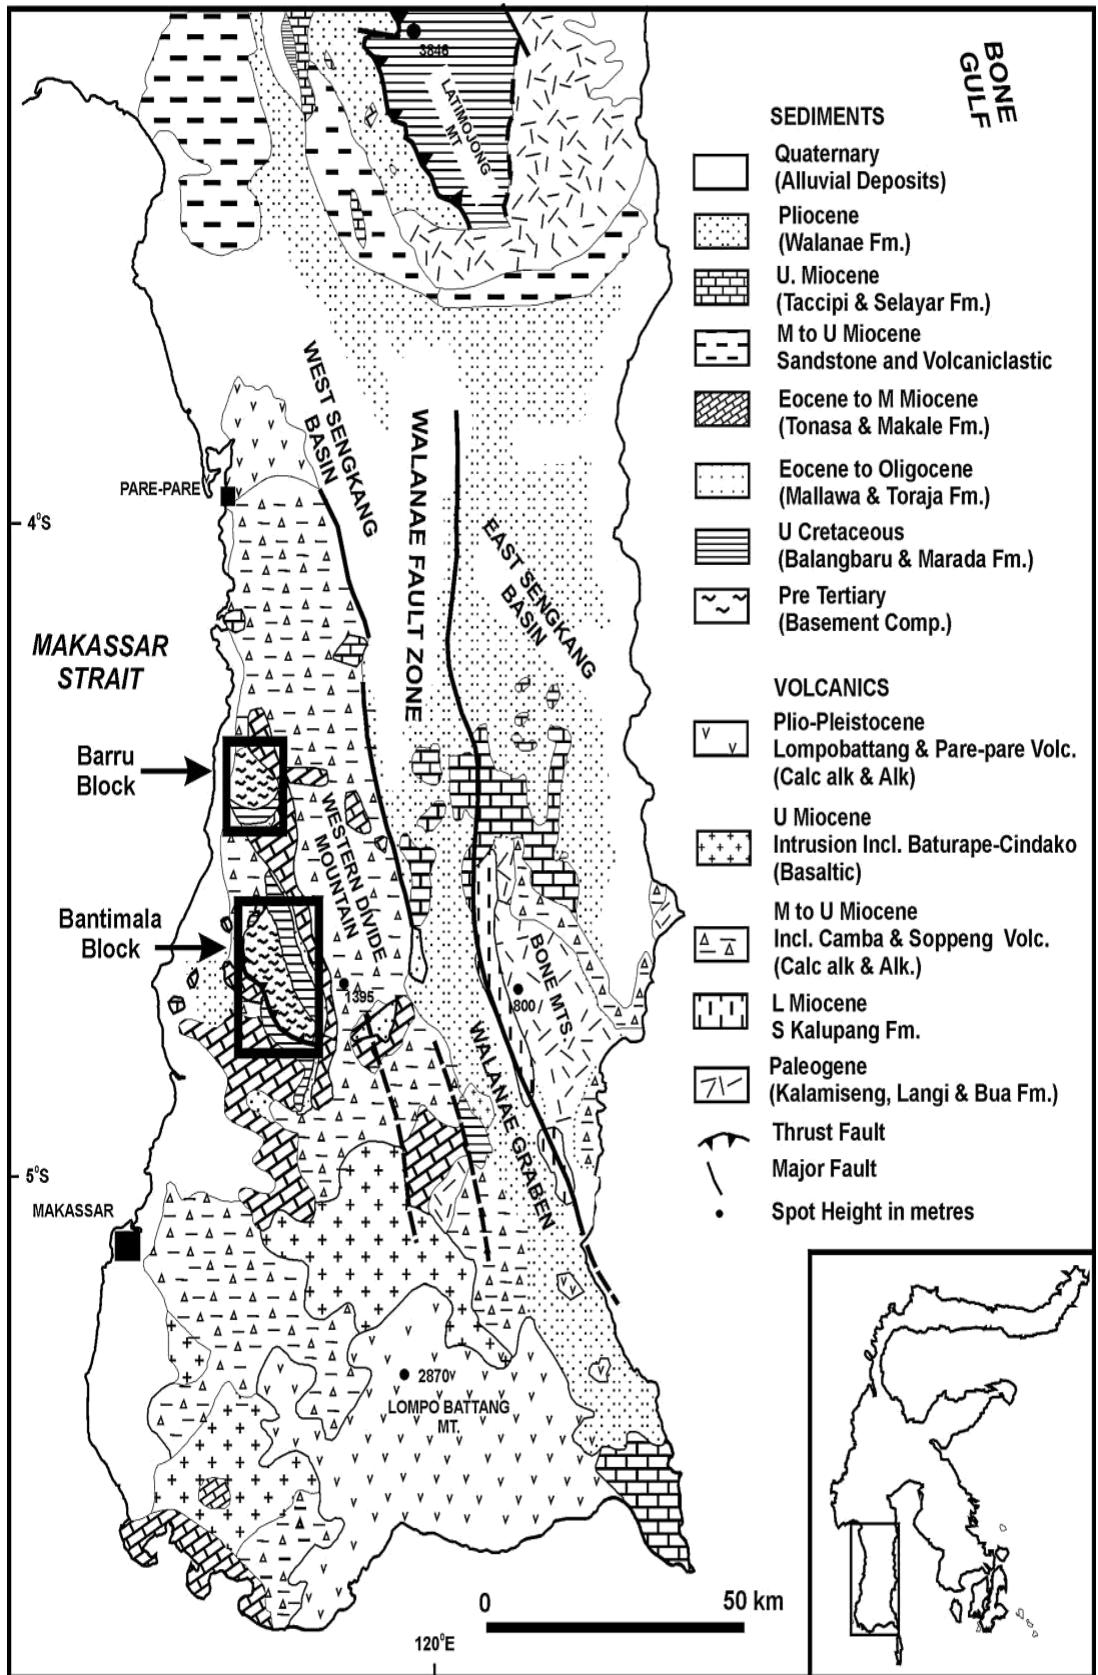 BONE
GULF
3846
LATIMOJONG
MT
SEDIMENTS
Quaternary
(Alluvial Deposits)
Pliocene
(Walanae Fm.)
U. Miocene
(Taccipi & Selayar Fm.)
M to U Miocene
Sandstone and Volcaniclastic
Eocene to M Miocene
(Tonasa & Makale Fm.)
Eocene to Oligocene
(Mallawa & Toraja Fm.)
U Cretaceous
(Balangbaru & Marada Fm.)
Pre Tertiary
(Basement Comp.)
VOLCANICS
Plio-Pleistocene
Lompobattang & Pare-pare Volc.
(Calc alk & Alk)
U Miocene
Intrusion Incl. Baturape-Cindako
(Basaltic)
M to U Miocene
Incl. Camba & Soppeng Volc.
(Calc alk & Alk.)
L Miocene
S Kalupang Fm.
Paleogene
(Kalamiseng, Langi & Bua Fm.)
Thrust Fault
Major Fault
Spot Height in metres
WEST SENGKANG
BASIN
WALANAE FAULT ZONE
EAST SENGKANG
BASIN
PARE-PARE
4°S
MAKASSAR
STRAIT
Barru
Block
WESTERN DIVIDE
MOUNTAIN
Bantimala
Block
1395
BONE MTS
800
WALANAE GRABEN
5°S
MAKASSAR
2870
LOMPO BATTANG
MT.
0 50 km
120°E